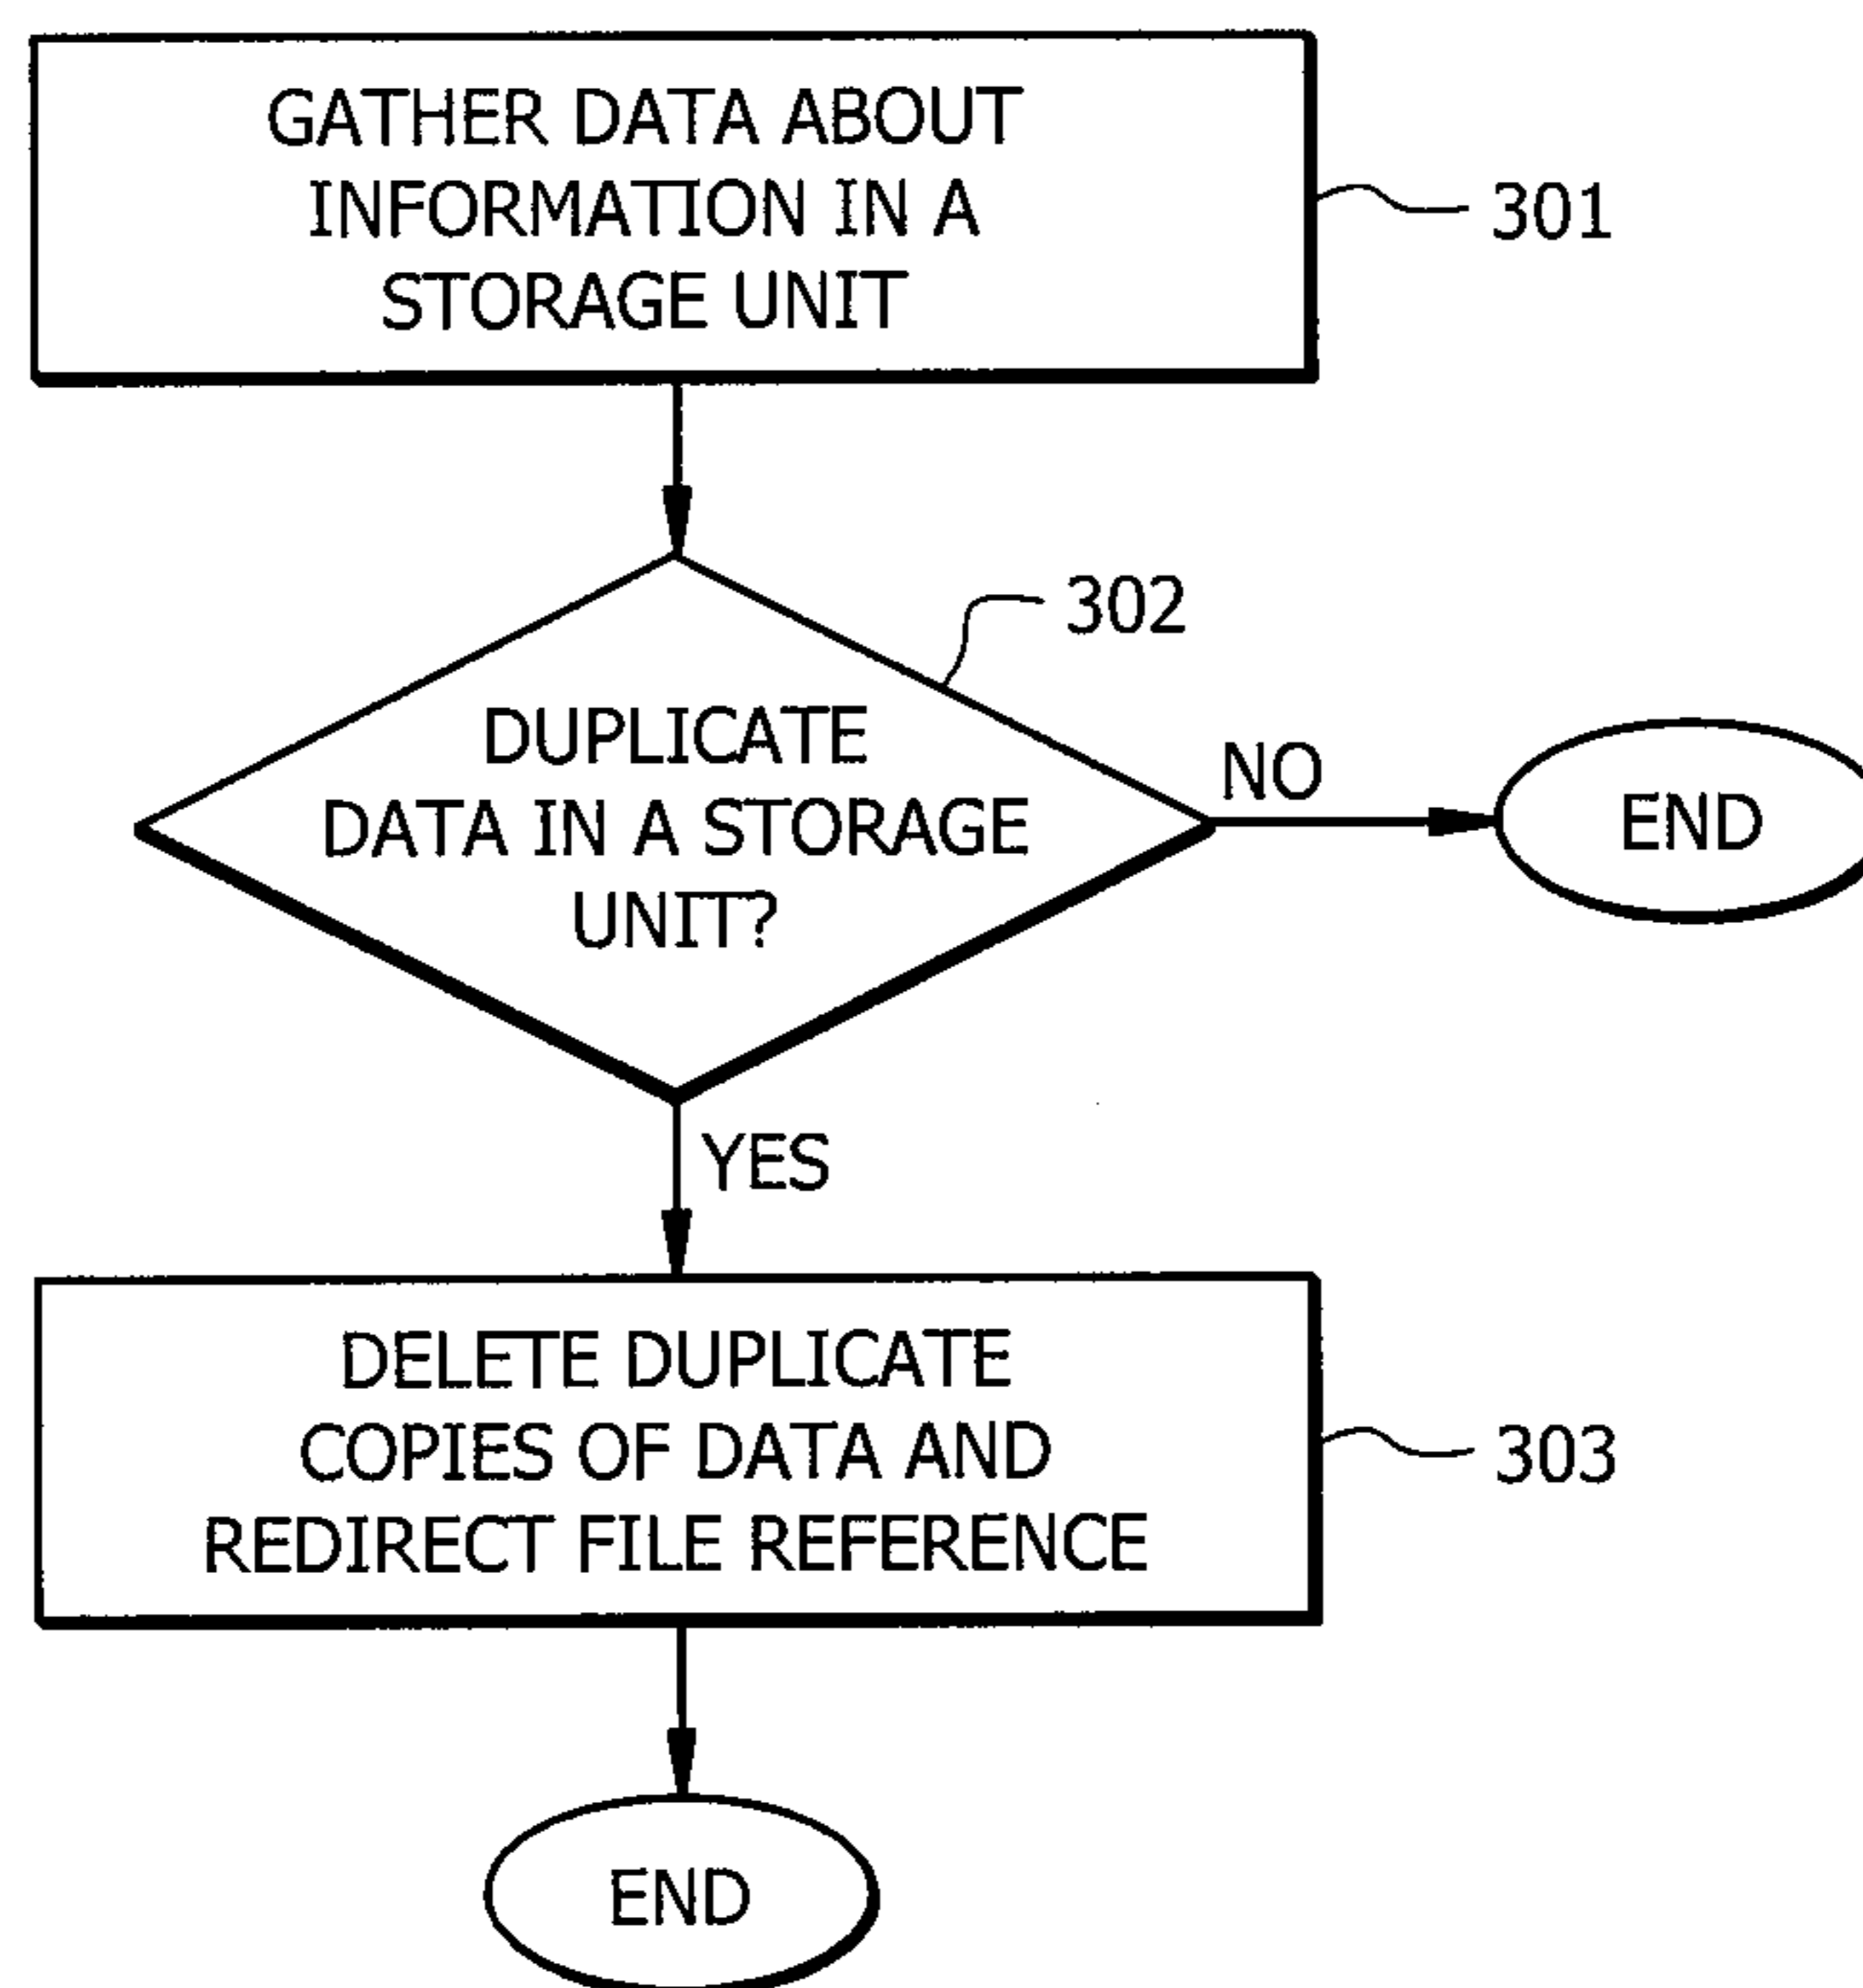 GATHER DATA ABOUT
INFORMATION IN A
STORAGE UNIT
301
302
DUPLICATE
DATA IN A STORAGE
UNIT?
NO
END
YES
DELETE DUPLICATE
COPIES OF DATA AND
REDIRECT FILE REFERENCE
303
END